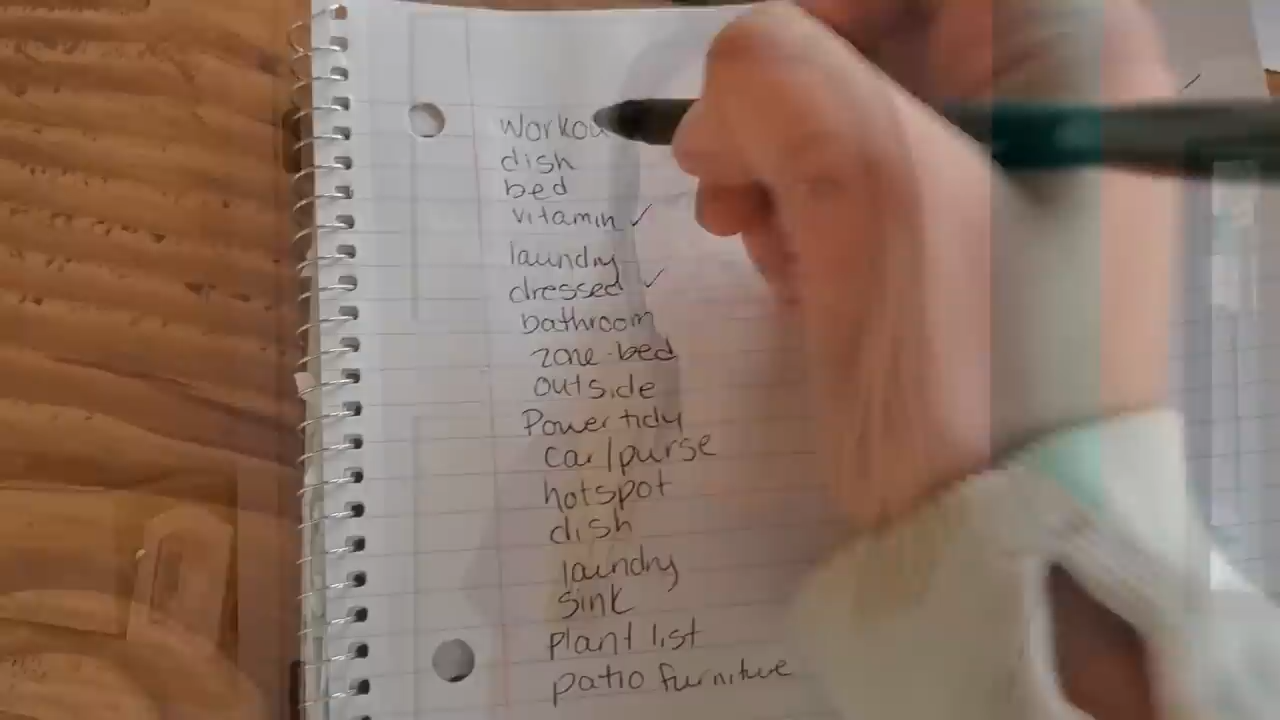 Workou
dish
bed
vitamin ✓
laundry
dressed ✓
bathroom
zone-bed
outside
Power tidy
car/purse
hotspot
dish
laundry
sink
plant list
patio furniture